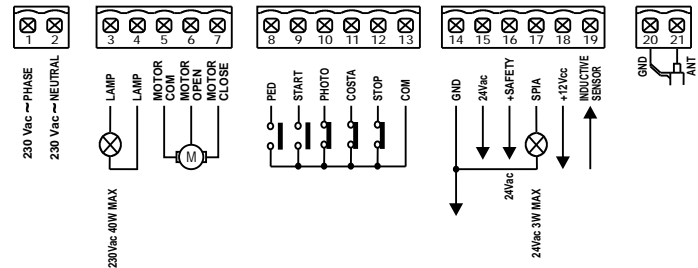 1 2
3 4 5 6 7
8 9 10 11 12 13
14 15 16 17 18 19
20 21
230 Vac ~ PHASE
230 Vac ~ NEUTRAL
LAMP
LAMP
MOTOR
COM
MOTOR
OPEN
MOTOR
CLOSE
M
230Vac 40W MAX
PED
START
PHOTO
COSTA
STOP
COM
GND
24Vac
+SAFETY
SPIA
+12Vcc
INDUCTIVE
SENSOR
24Vac
24Vac 3W MAX
GND
ANT